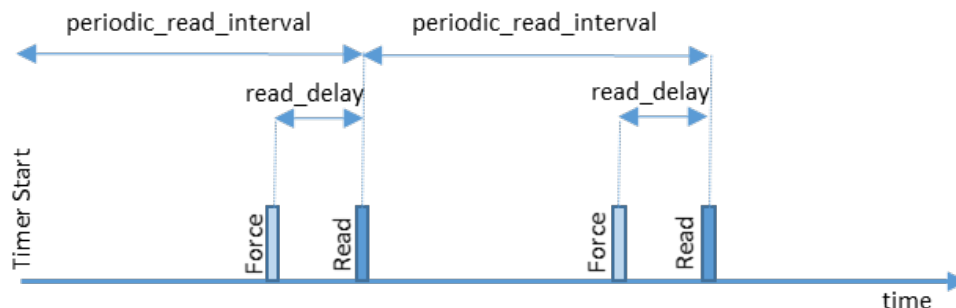 periodic_read_interval
periodic_read_interval
read_delay
read_delay
Timer Start
Force
Read
Force
Read
time